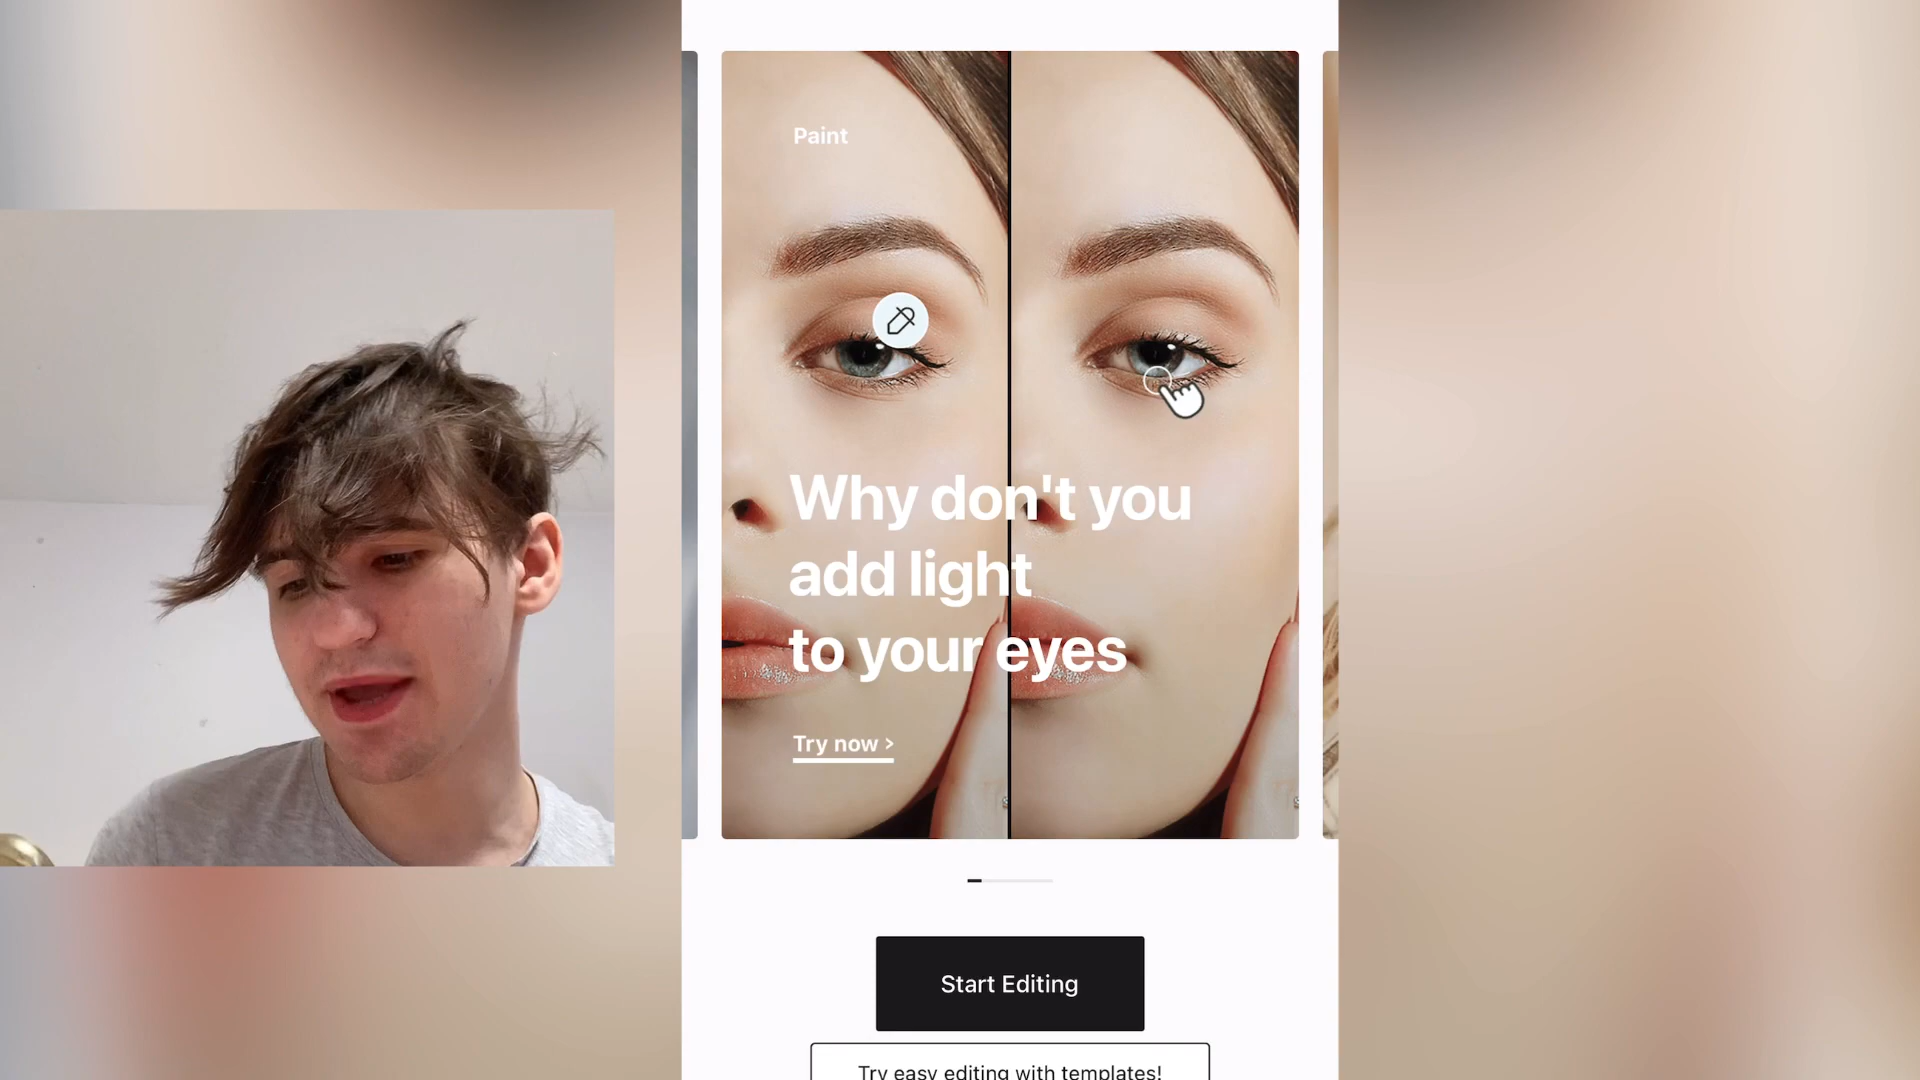 Paint
Why don't you
add light
to your eyes
Try now >
Start Editing
Try easy editing with templates!